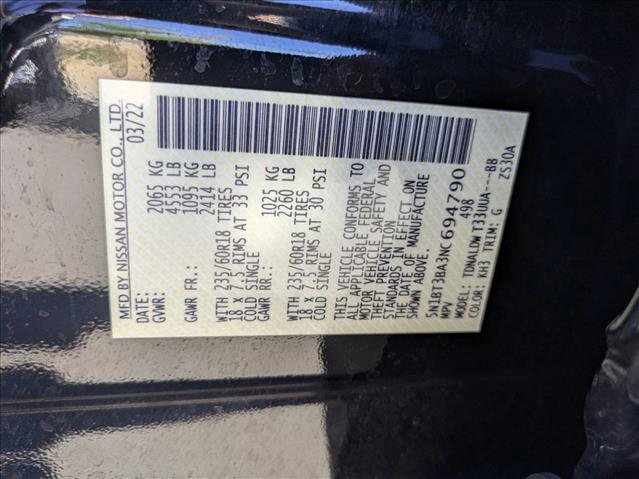 MFD BY NISSAN MOTOR CO., LTD.
DATE: 03/22
GVWR: 2065 KG
4553 LB
GAWR FR.: 1095 KG
2414 LB
WITH 235/60R18 TIRES
18 X 7.5 RIMS AT 33 PSI
COLD SINGLE
GAWR RR.: 1025 KG
2260 LB
WITH 235/60R18 TIRES
18 X 7.5 RIMS AT 30 PSI
COLD SINGLE
THIS VEHICLE CONFORMS TO
ALL APPLICABLE FEDERAL
MOTOR VEHICLE SAFETY AND
THEFT PREVENTION
STANDARDS IN EFFECT ON
THE DATE OF MANUFACTURE
SHOWN ABOVE.
5N1BT3BA3NC694790
MPV 498
MODEL: TDNALDWT33UUA----BB
COLOR: KH3 TRIM: G ZS30A